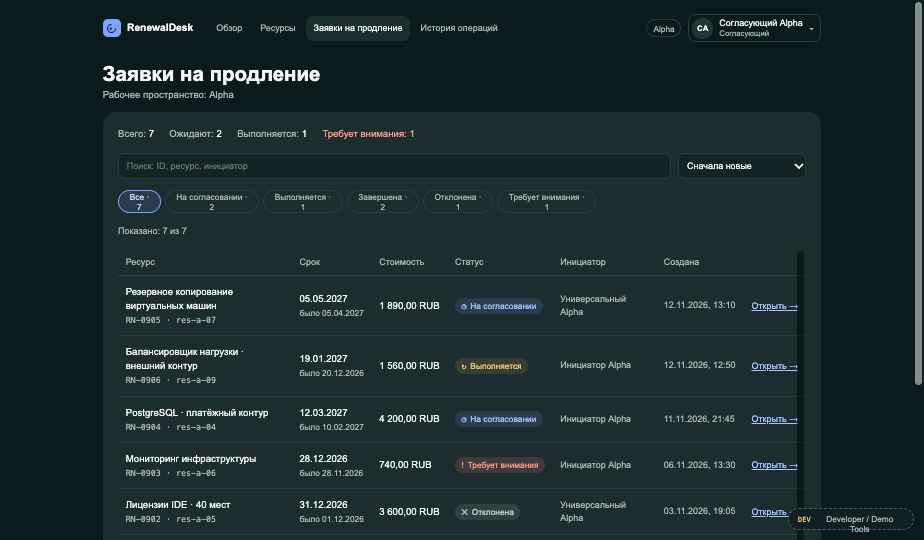 RenewalDesk
Обзор
Ресурсы
Заявки на продление
История операций
Alpha
CA
Согласующий Alpha
Согласующий
Заявки на продление
Рабочее пространство: Alpha
Всего: 7
Ожидают: 2
Выполняется: 1
Требует внимания: 1
Поиск: ID, ресурс, инициатор
Сначала новые
Все ·
7
На согласовании ·
2
Выполняется ·
1
Завершена ·
2
Отклонена ·
1
Требует внимания ·
1
Показано: 7 из 7
Ресурс
Срок
Стоимость
Статус
Инициатор
Создана
Резервное копирование
виртуальных машин
RN-0905 · res-a-07
05.05.2027
было 05.04.2027
1 890,00 RUB
На согласовании
Универсальный
Alpha
12.11.2026, 13:10
Открыть →
Балансировщик нагрузки ·
внешний контур
RN-0906 · res-a-09
19.01.2027
было 20.12.2026
1 560,00 RUB
↻ Выполняется
Инициатор Alpha
12.11.2026, 12:50
Открыть →
PostgreSQL · платёжный контур
RN-0904 · res-a-04
12.03.2027
было 10.02.2027
4 200,00 RUB
На согласовании
Инициатор Alpha
11.11.2026, 21:45
Открыть →
Мониторинг инфраструктуры
RN-0903 · res-a-06
28.12.2026
было 28.11.2026
740,00 RUB
! Требует внимания
Инициатор Alpha
06.11.2026, 13:30
Открыть →
Лицензии IDE · 40 мест
RN-0902 · res-a-05
31.12.2026
было 01.12.2026
3 600,00 RUB
✕ Отклонена
Универсальный
Alpha
03.11.2026, 19:05
Открыть
DEV
Developer / Demo
Tools